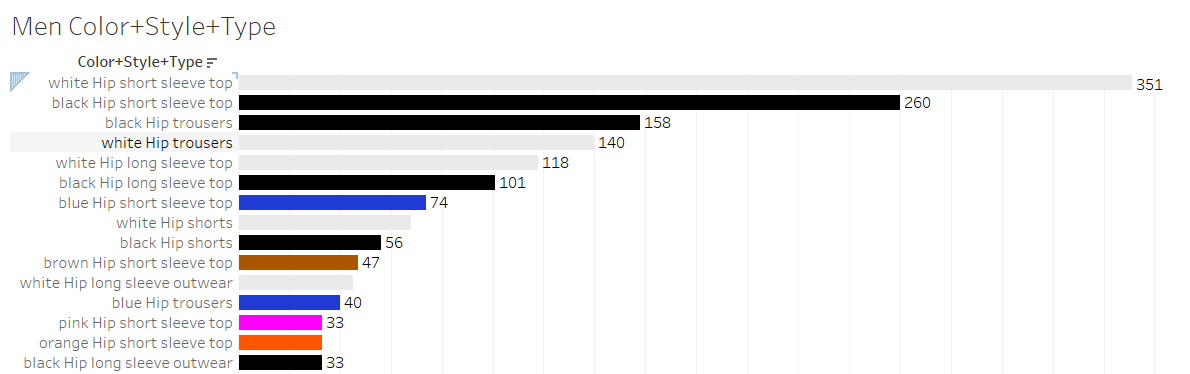 Men Color+Style+Type
Color+Style+Type
white Hip short sleeve top 351
black Hip short sleeve top 260
black Hip trousers 158
white Hip trousers 140
white Hip long sleeve top 118
black Hip long sleeve top 101
blue Hip short sleeve top 74
white Hip shorts
black Hip shorts 56
brown Hip short sleeve top 47
white Hip long sleeve outwear
blue Hip trousers 40
pink Hip short sleeve top 33
orange Hip short sleeve top
black Hip long sleeve outwear 33